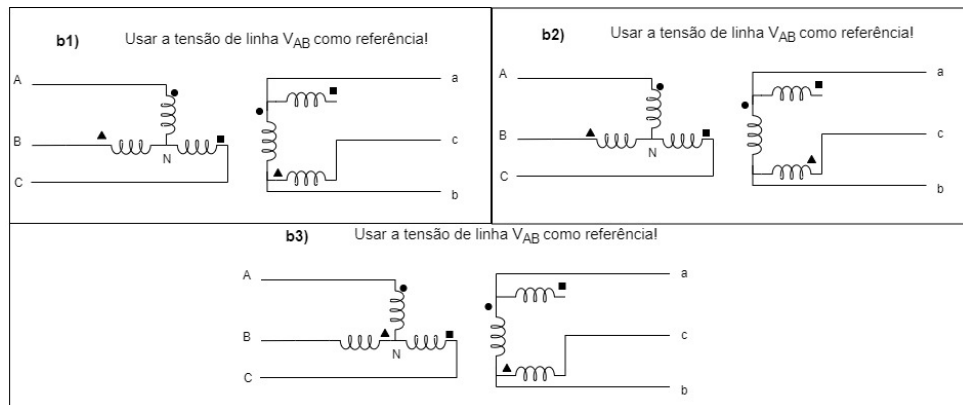 b1) Usar a tensão de linha VAB como referência!
A
B
C
N
a
c
b
b2) Usar a tensão de linha VAB como referência!
A
B
C
N
a
c
b
b3) Usar a tensão de linha VAB como referência!
A
B
C
N
a
c
b